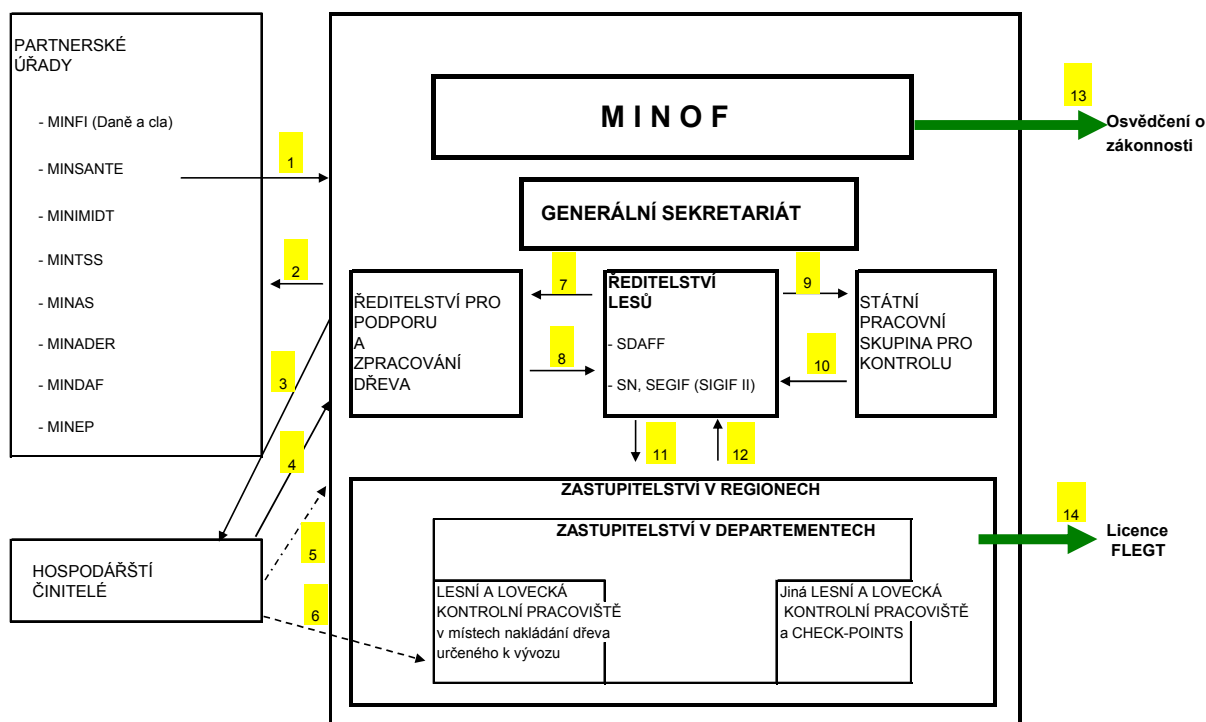 PARTNERSKÉ
ÚŘADY
- MINFI (Daně a cla)
- MINSANTE
- MINIMIDT
- MINTSS
- MINAS
- MINADER
- MINDAF
- MINEP
1
2
3
4
5
6
HOSPODÁŘŠTÍ
ČINITELÉ
MINOF
13
Osvědčení o
zákonnosti
GENERÁLNÍ SEKRETARIÁT
ŘEDITELSTVÍ PRO
PODPORU
A
ZPRACOVÁNÍ
DŘEVA
7
8
ŘEDITELSTVÍ
LESŮ
- SDAFF
- SN, SEGIF (SIGIF II)
9
10
STÁTNÍ
PRACOVNÍ
SKUPINA PRO
KONTROLU
11
12
ZASTUPITELSTVÍ V REGIONECH
ZASTUPITELSTVÍ V DEPARTEMENTECH
LESNÍ A LOVECKÁ
KONTROLNÍ PRACOVIŠTĚ
v místech nakládání dřeva
určeného k vývozu
Jiná LESNÍ A LOVECKÁ
KONTROLNÍ PRACOVIŠTĚ
a CHECK-POINTS
14
Licence
FLEGT